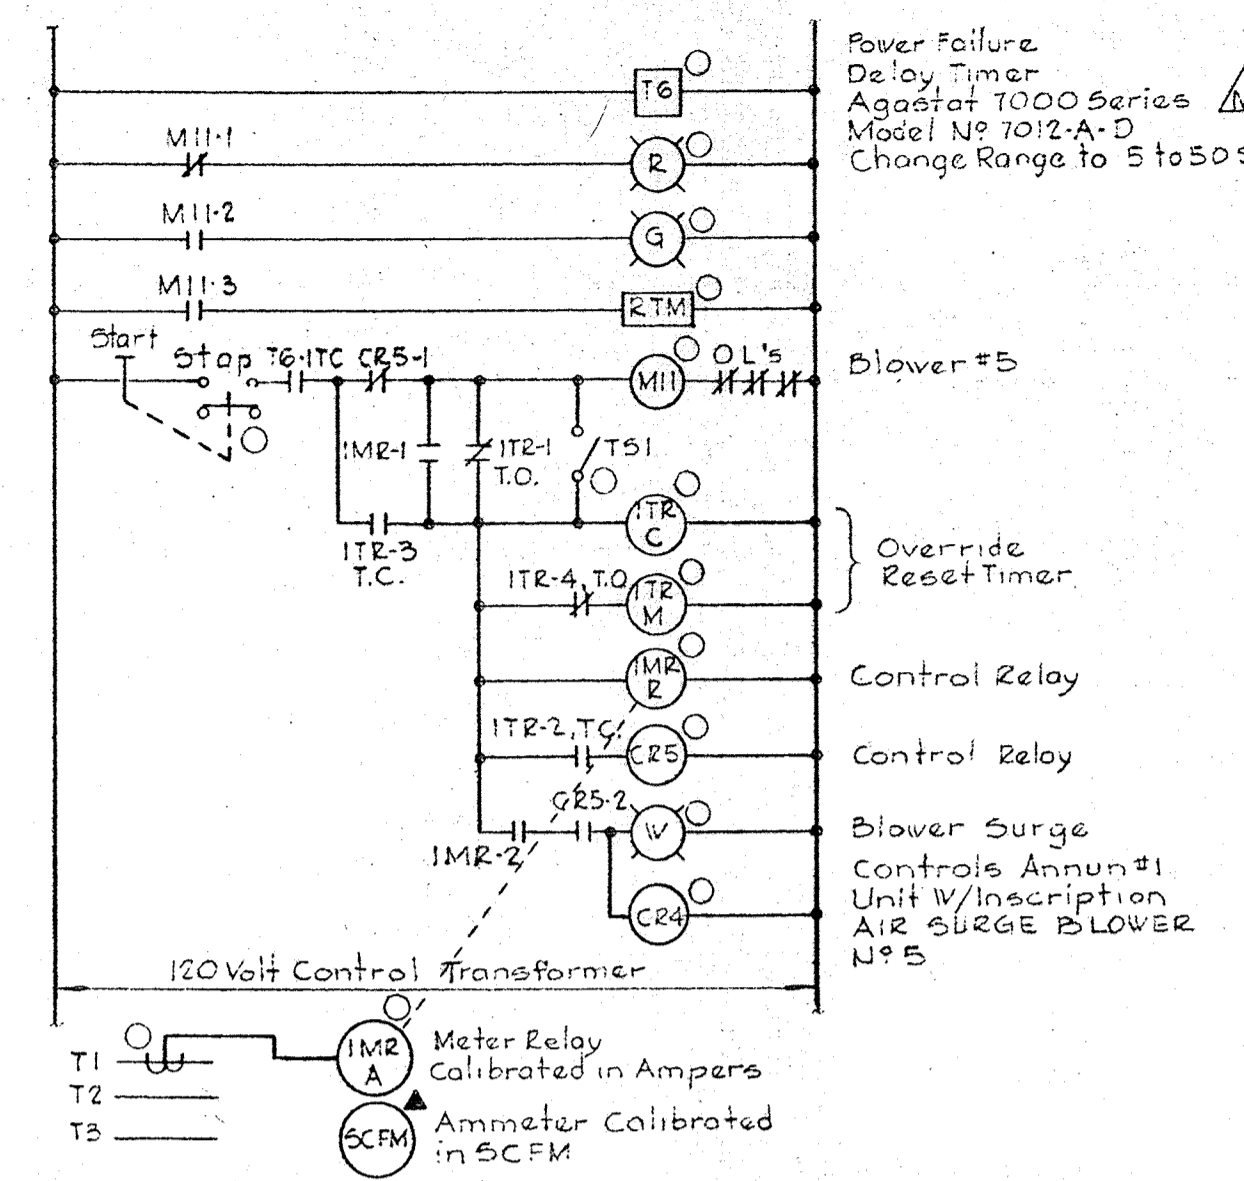 Power Failure
Delay Timer
Agastat 7000 Series
Model Nº 7012-A-D
Change Range to 5 to 50 S
T6
M11-1
R
M11-2
G
M11-3
RTM
Start
Stop
T6-1TC
CR5-1
M11
O L's
Blower #5
1MR-1
1TR-1
T.O.
TS1
1TR-3
T.C.
1TR
C
Override
Reset Timer
1TR-4, T.O.
1TR
M
1MR
R
Control Relay
1TR-2, TC.
CR5
Control Relay
CR5-2
1MR-2
W
Blower Surge
Controls Annun #1
Unit W/Inscription
AIR SURGE BLOWER
Nº 5
CR4
120 Volt Control Transformer
T1
T2
T3
1MR
A
Meter Relay
Calibrated in Ampers
SCFM
Ammeter Calibrated
in SCFM